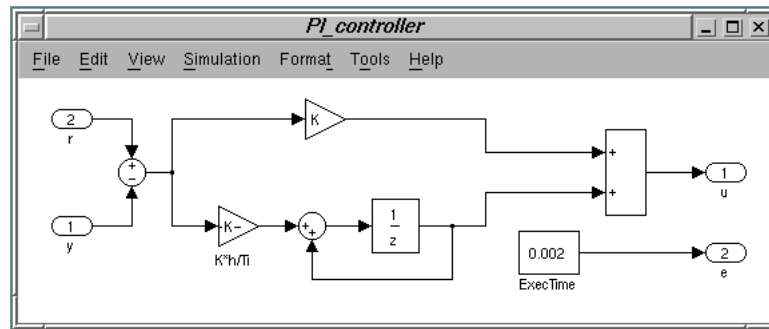 PI_controller
File Edit View Simulation Format Tools Help
2
r
+
−
1
y
K
-K-
K*h/Ti
+
+
1
z
+
+
1
u
0.002
ExecTime
2
e